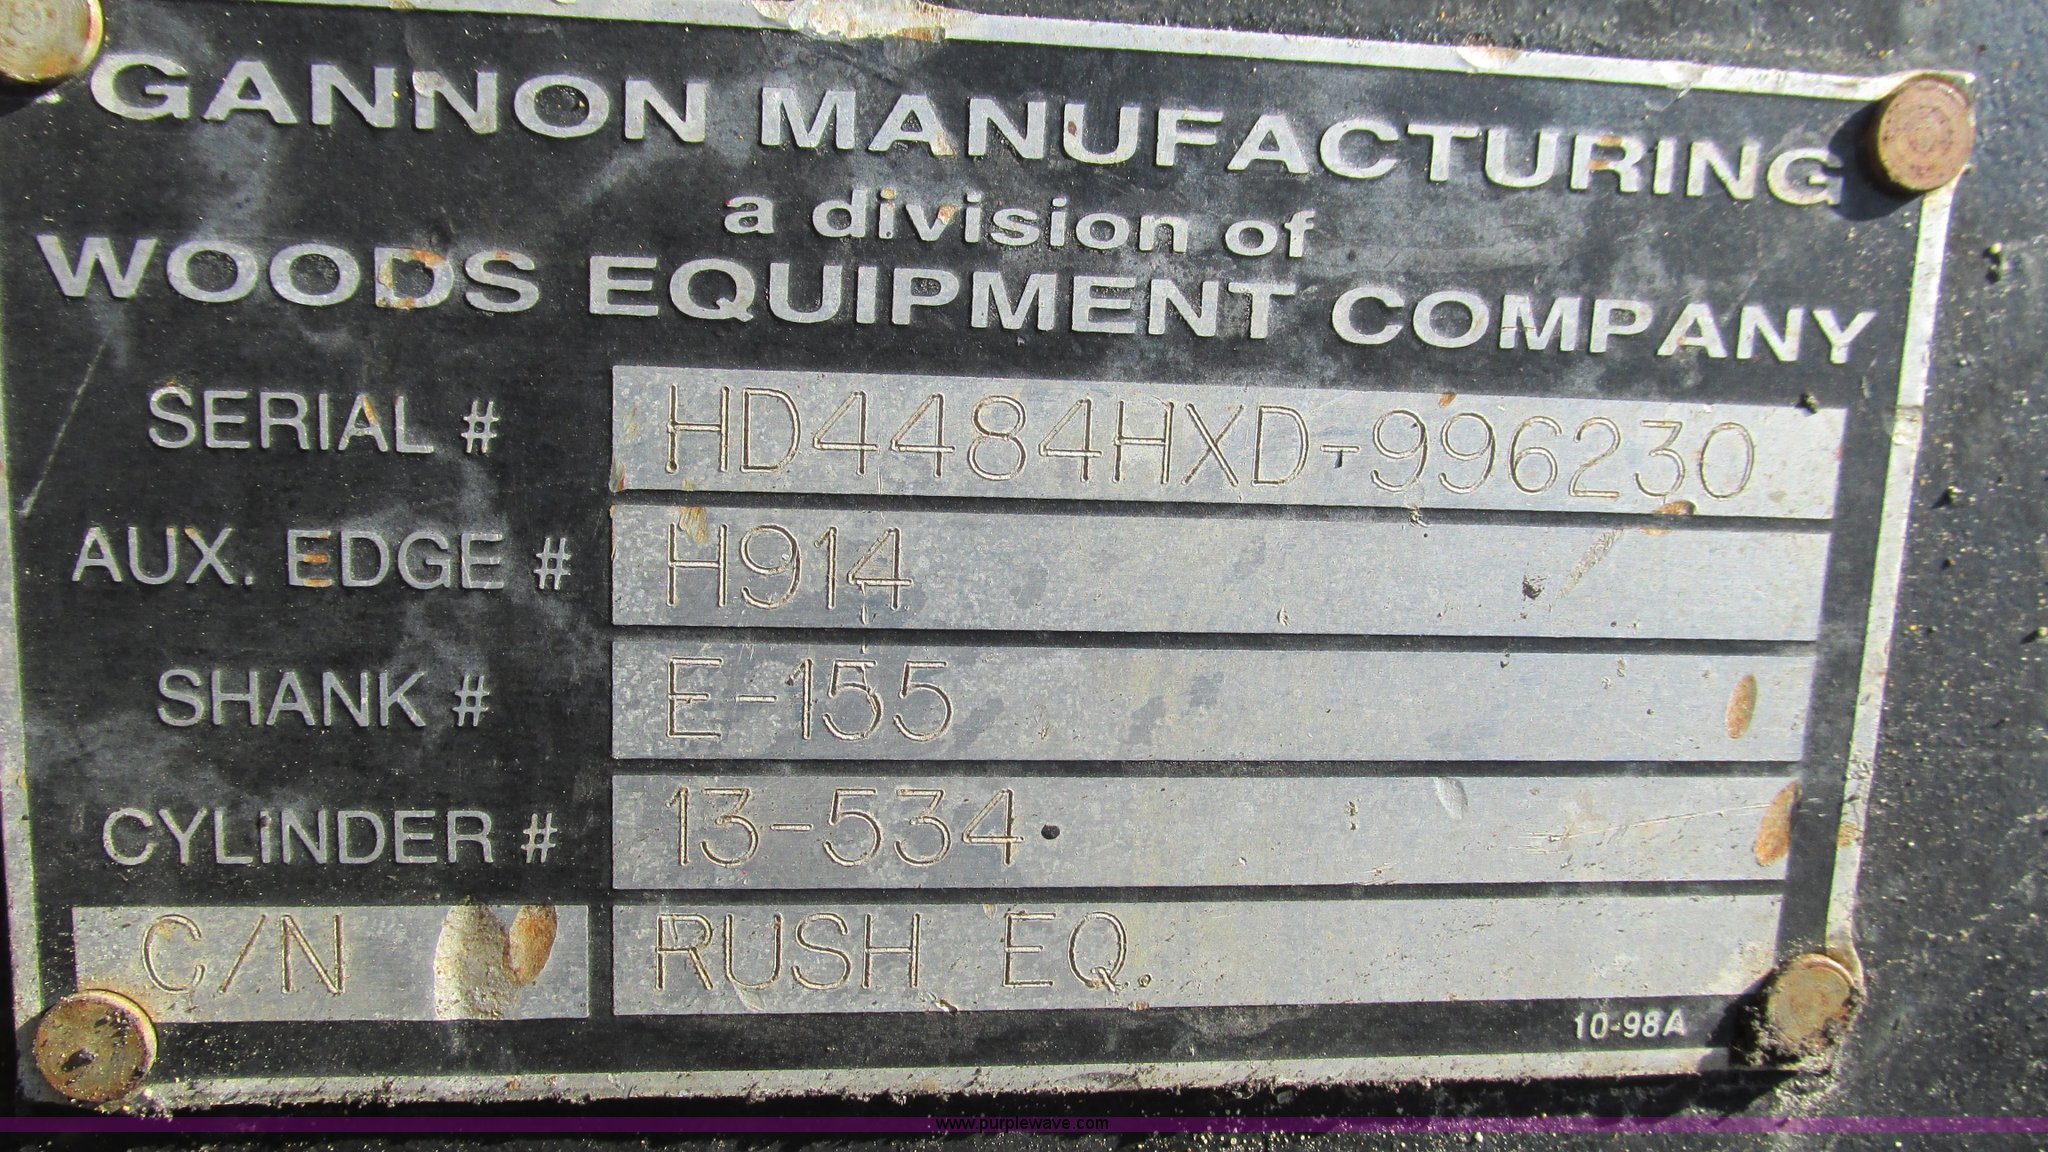 GANNON MANUFACTURING
a division of
WOODS EQUIPMENT COMPANY
SERIAL # HD4484HXD-996230
AUX. EDGE # H914
SHANK # E-155
CYLINDER # 13-534
C/N RUSH EQ.
10-98A
www.purplewave.com